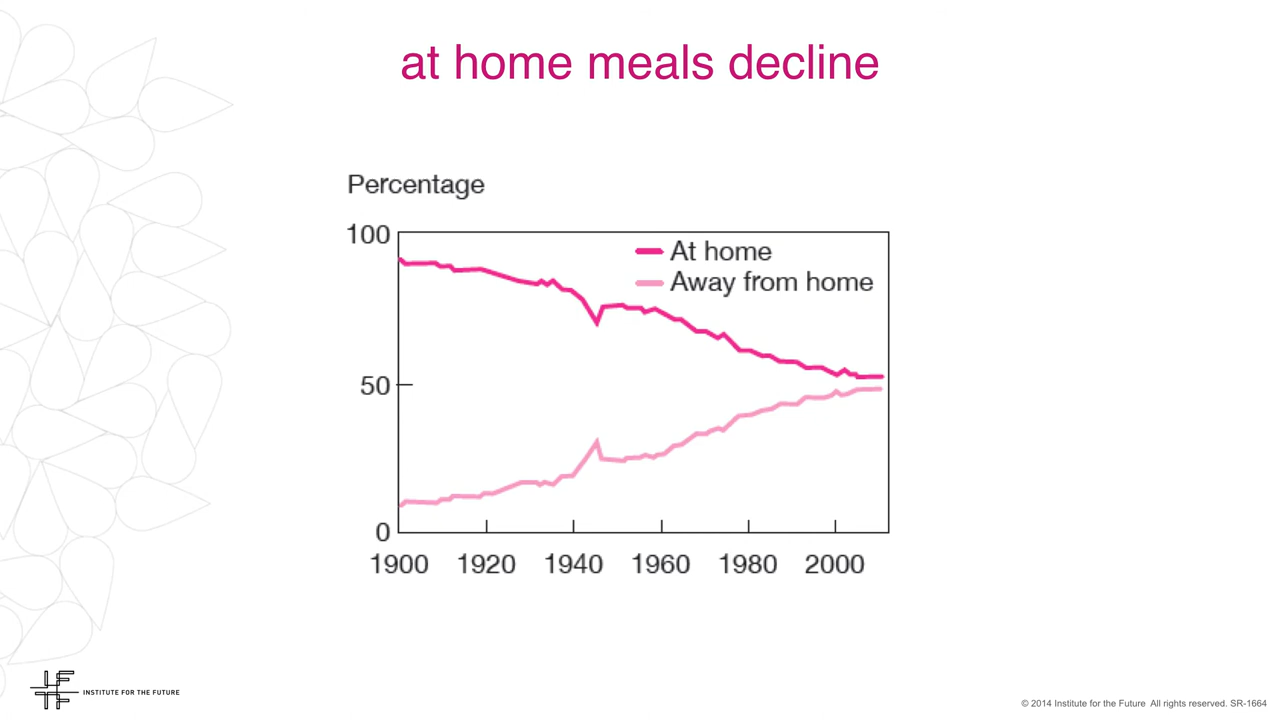 at home meals decline
Percentage
100
At home
Away from home
50
0
1900 1920 1940 1960 1980 2000
INSTITUTE FOR THE FUTURE
© 2014 Institute for the Future All rights reserved. SR-1664